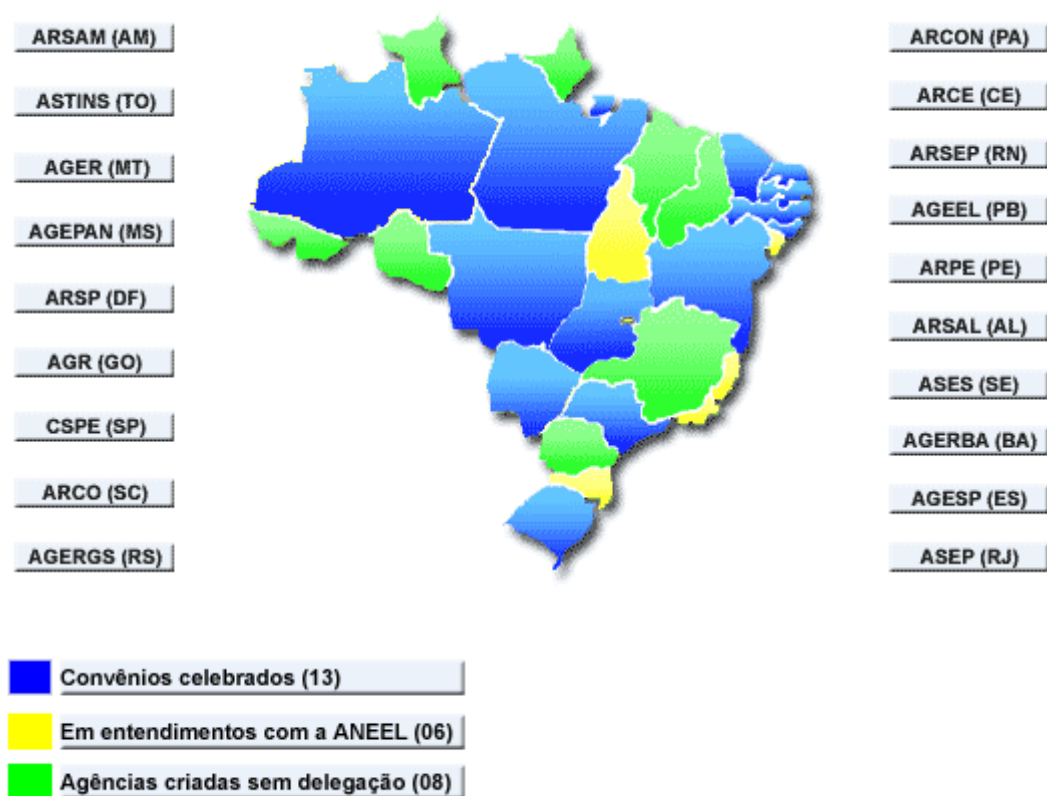 ARSAM (AM)
ASTINS (TO)
AGER (MT)
AGEPAN (MS)
ARSP (DF)
AGR (GO)
CSPE (SP)
ARCO (SC)
AGERGS (RS)
ARCON (PA)
ARCE (CE)
ARSEP (RN)
AGEEL (PB)
ARPE (PE)
ARSAL (AL)
ASES (SE)
AGERBA (BA)
AGESP (ES)
ASEP (RJ)
Convênios celebrados (13)
Em entendimentos com a ANEEL (06)
Agências criadas sem delegação (08)